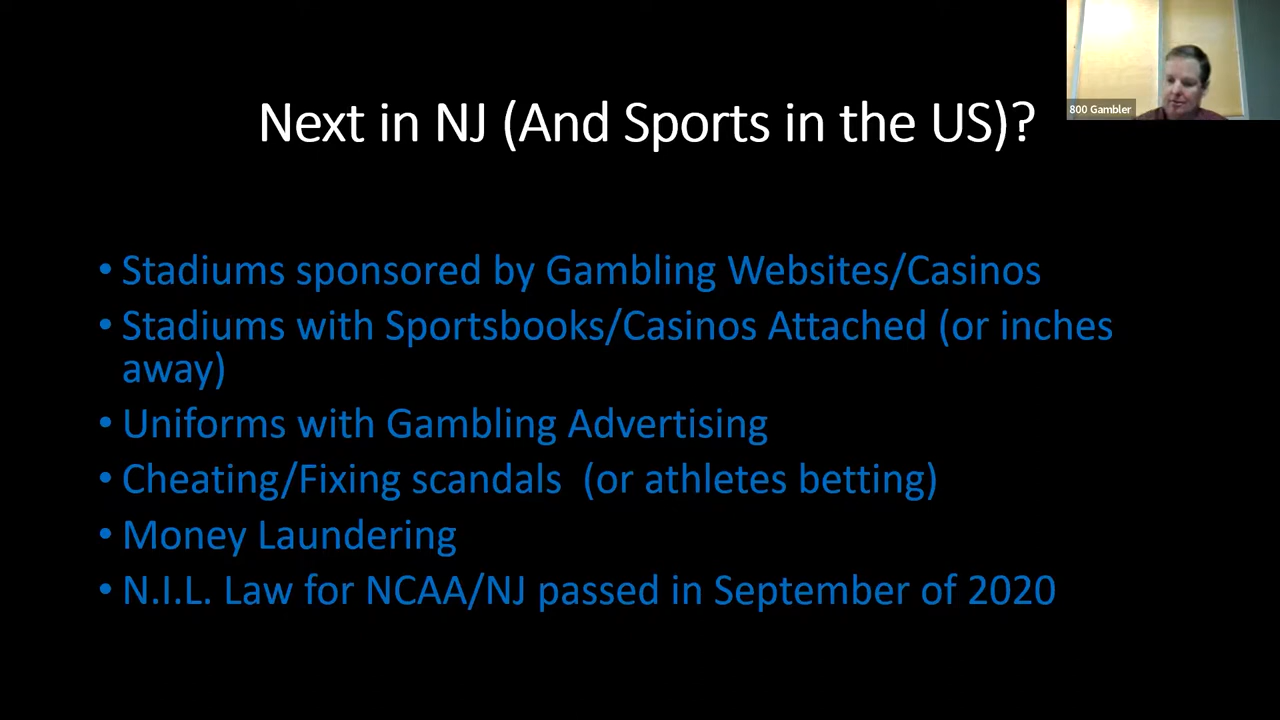 800 Gambler
Next in NJ (And Sports in the US)?
• Stadiums sponsored by Gambling Websites/Casinos
• Stadiums with Sportsbooks/Casinos Attached (or inches
away)
• Uniforms with Gambling Advertising
• Cheating/Fixing scandals  (or athletes betting)
• Money Laundering
• N.I.L. Law for NCAA/NJ passed in September of 2020